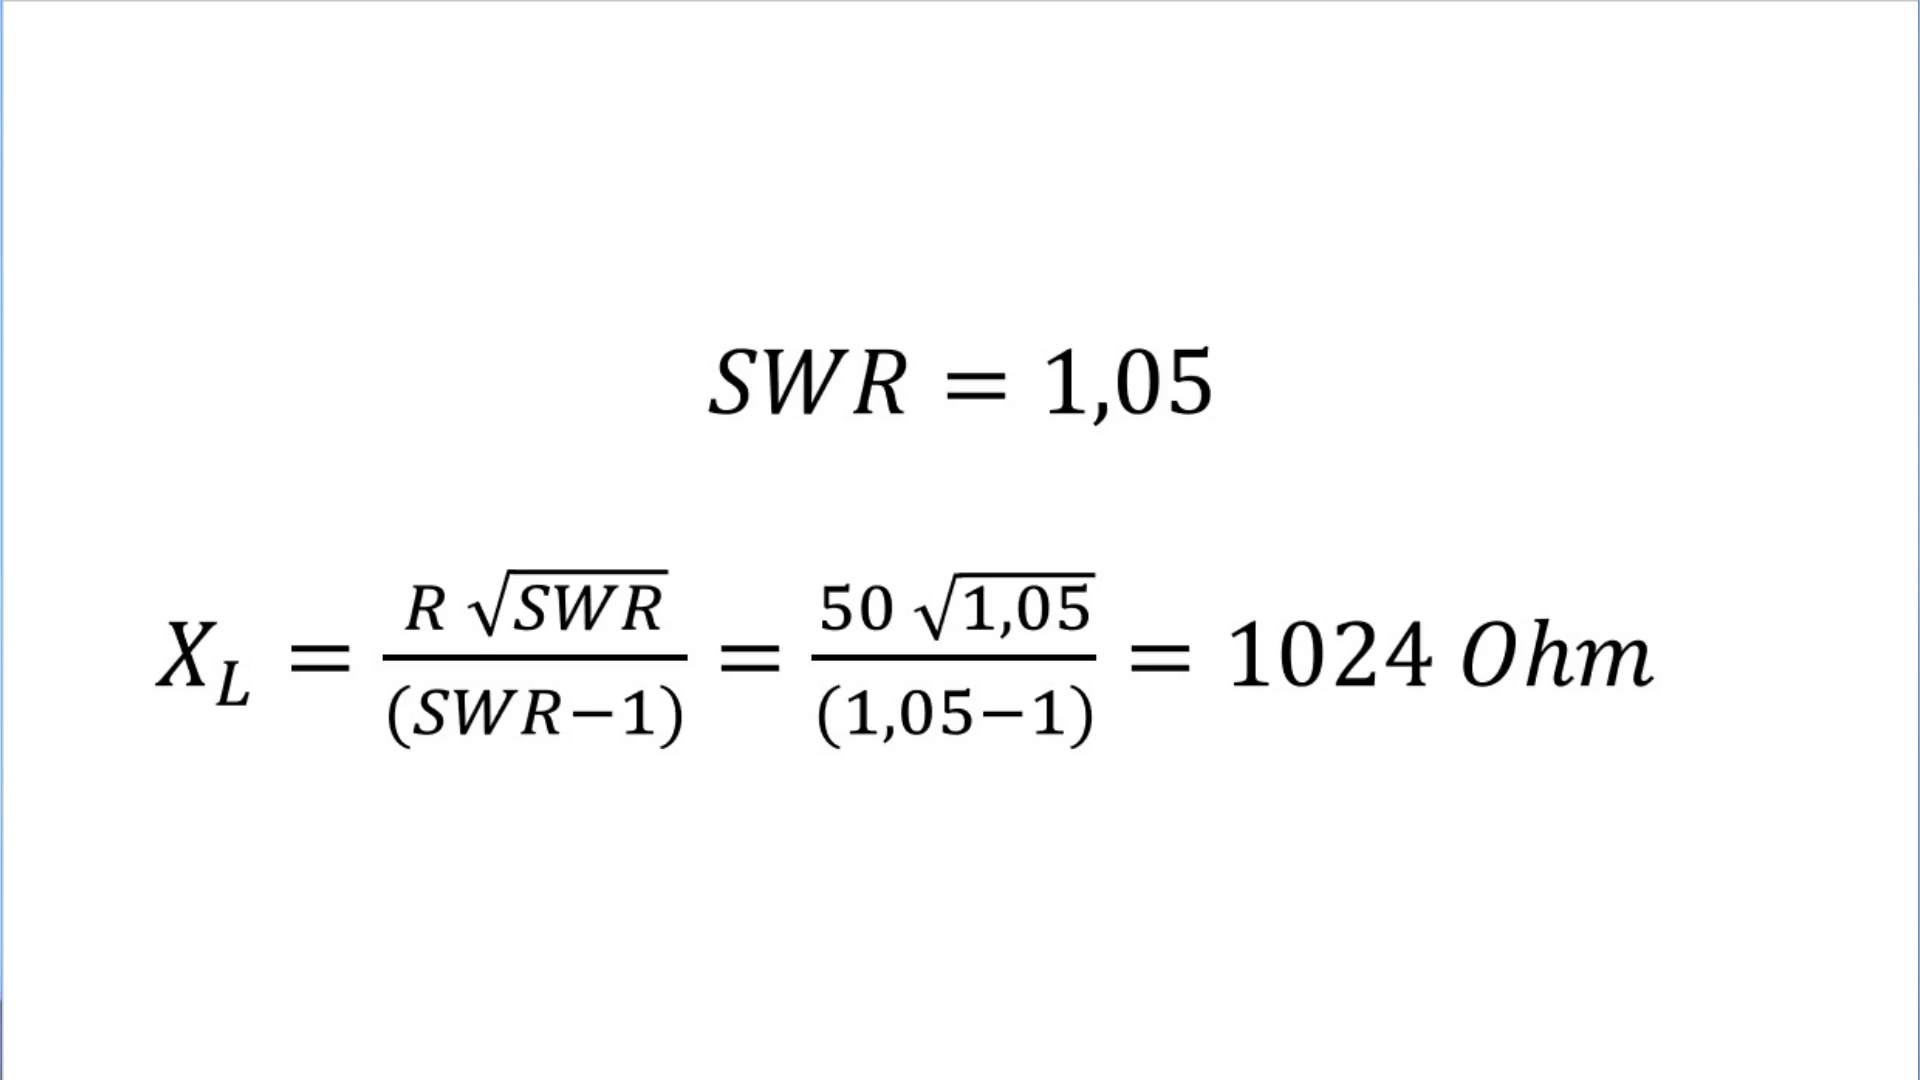 SWR = 1,05
X_L = R √SWR / (SWR−1) = 50 √1,05 / (1,05−1) = 1024 Ohm